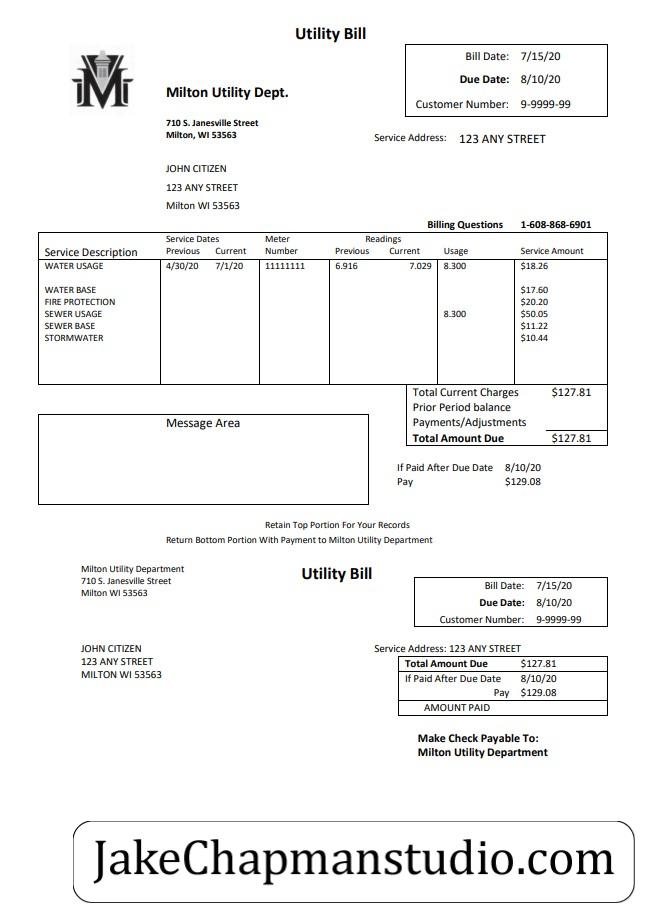 Utility Bill
Bill Date: 7/15/20
Due Date: 8/10/20
Customer Number: 9-9999-99
M
Milton Utility Dept.
710 S. Janesville Street
Milton, WI 53563
Service Address: 123 ANY STREET
JOHN CITIZEN
123 ANY STREET
Milton WI 53563
Billing Questions 1-608-868-6901
Service Dates Meter Readings
Service Description Previous Current Number Previous Current Usage Service Amount
WATER USAGE 4/30/20 7/1/20 11111111 6.916 7.029 8.300 $18.26
WATER BASE $17.60
FIRE PROTECTION $20.20
SEWER USAGE 8.300 $50.05
SEWER BASE $11.22
STORMWATER $10.44
Total Current Charges $127.81
Prior Period balance
Payments/Adjustments
Total Amount Due $127.81
Message Area
If Paid After Due Date 8/10/20
Pay $129.08
Retain Top Portion For Your Records
Return Bottom Portion With Payment to Milton Utility Department
Milton Utility Department
710 S. Janesville Street
Milton WI 53563
Utility Bill
Bill Date: 7/15/20
Due Date: 8/10/20
Customer Number: 9-9999-99
JOHN CITIZEN
123 ANY STREET
MILTON WI 53563
Service Address: 123 ANY STREET
Total Amount Due $127.81
If Paid After Due Date 8/10/20
Pay $129.08
AMOUNT PAID
Make Check Payable To:
Milton Utility Department
JakeChapmanstudio.com